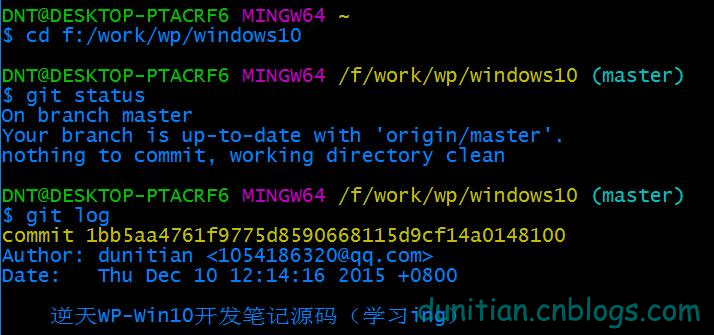 DNT@DESKTOP-PTACRF6 MINGW64 ~
$ cd f:/work/wp/windows10
DNT@DESKTOP-PTACRF6 MINGW64 /f/work/wp/windows10 (master)
$ git status
On branch master
Your branch is up-to-date with 'origin/master'.
nothing to commit, working directory clean
DNT@DESKTOP-PTACRF6 MINGW64 /f/work/wp/windows10 (master)
$ git log
commit 1bb5aa4761f9775d8590668115d9cf14a0148100
Author: dunitian <1054186320@qq.com>
Date:   Thu Dec 10 12:14:16 2015 +0800
逆天WP-Win10开发笔记源码（学习ing）
dunitian.cnblogs.com